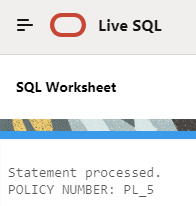 Live SQL
SQL Worksheet
Statement processed.
POLICY NUMBER: PL_5